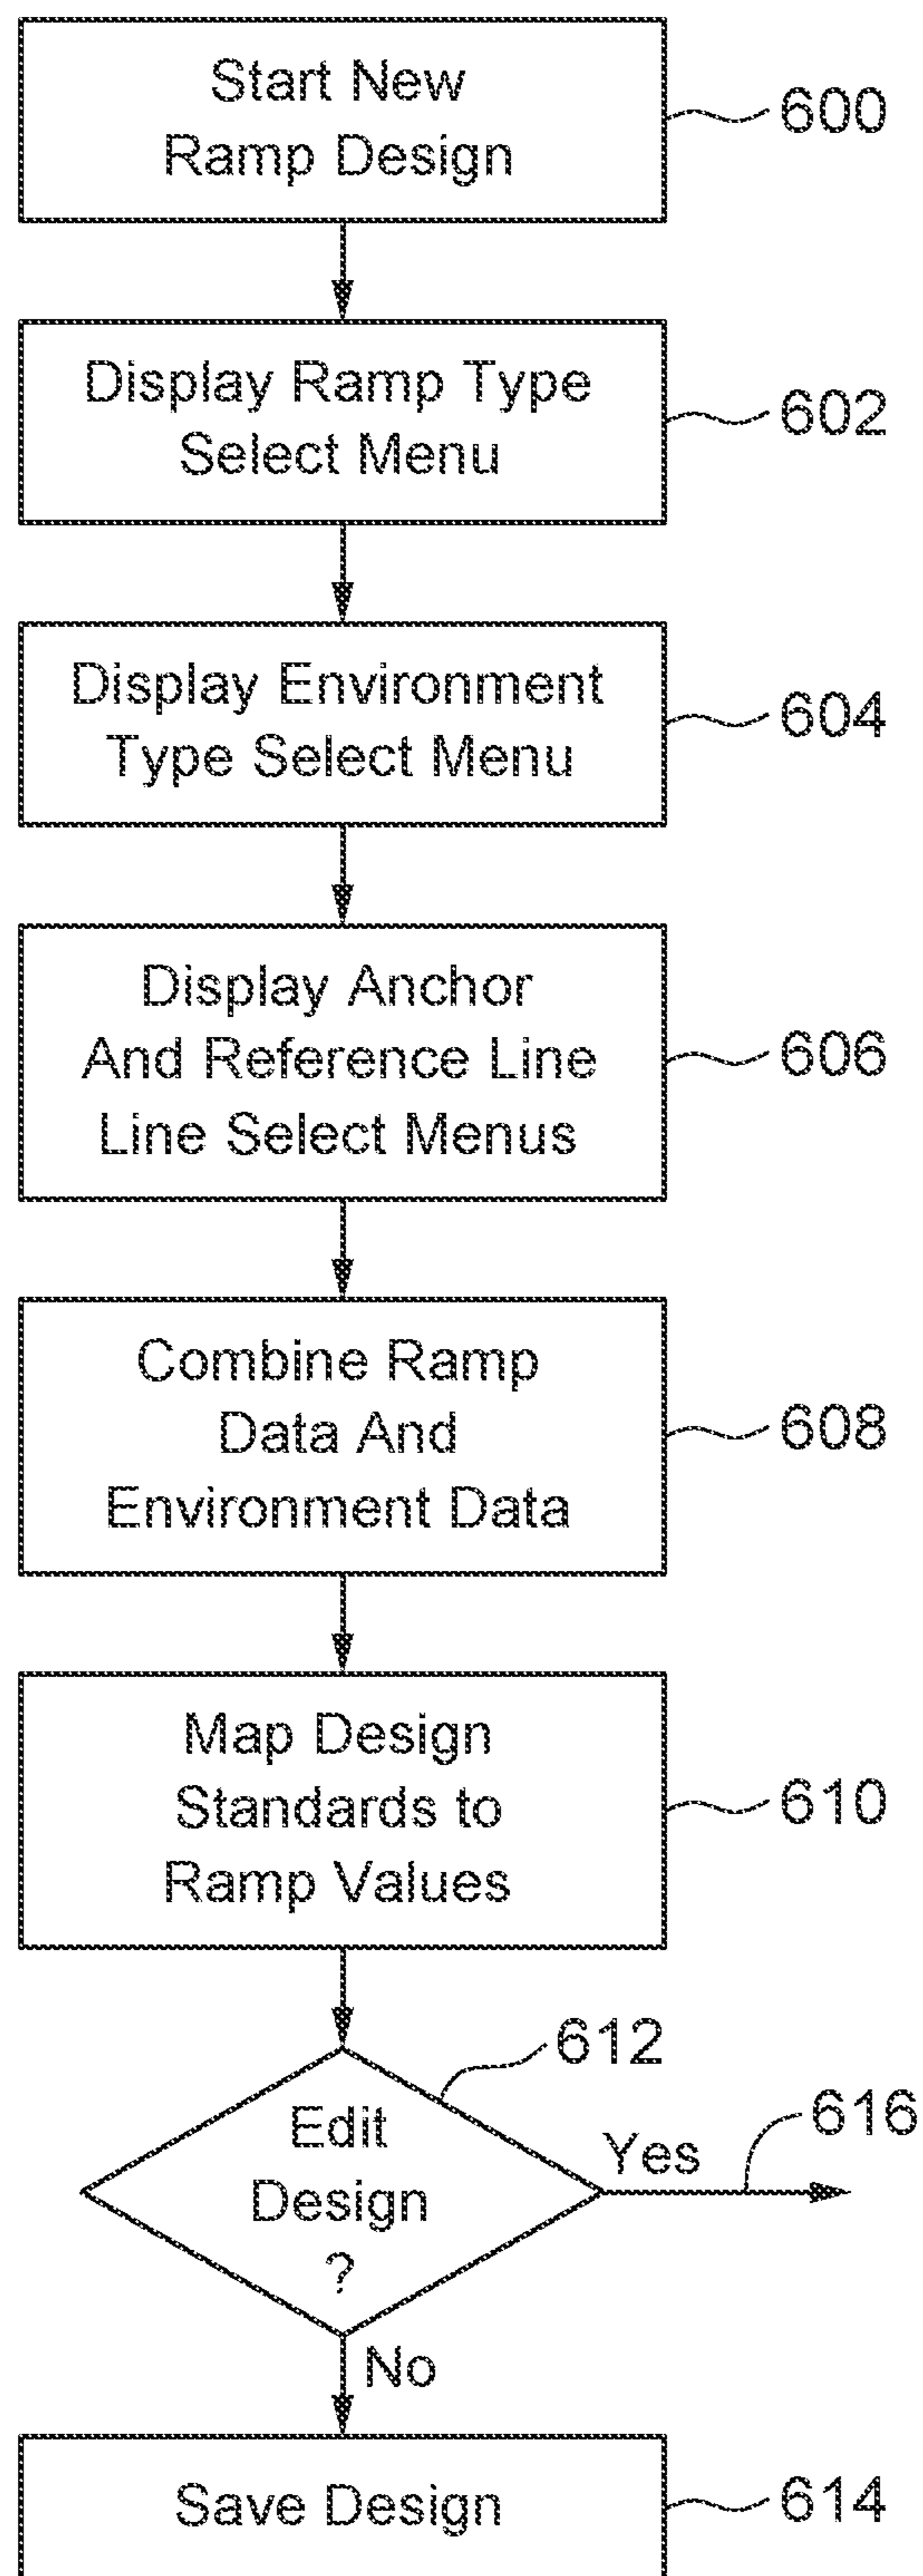 Start New
Ramp Design
600
Display Ramp Type
Select Menu
602
Display Environment
Type Select Menu
604
Display Anchor
And Reference Line
Line Select Menus
606
Combine Ramp
Data And
Environment Data
608
Map Design
Standards to
Ramp Values
610
612
Edit
Design
?
Yes
616
No
Save Design
614